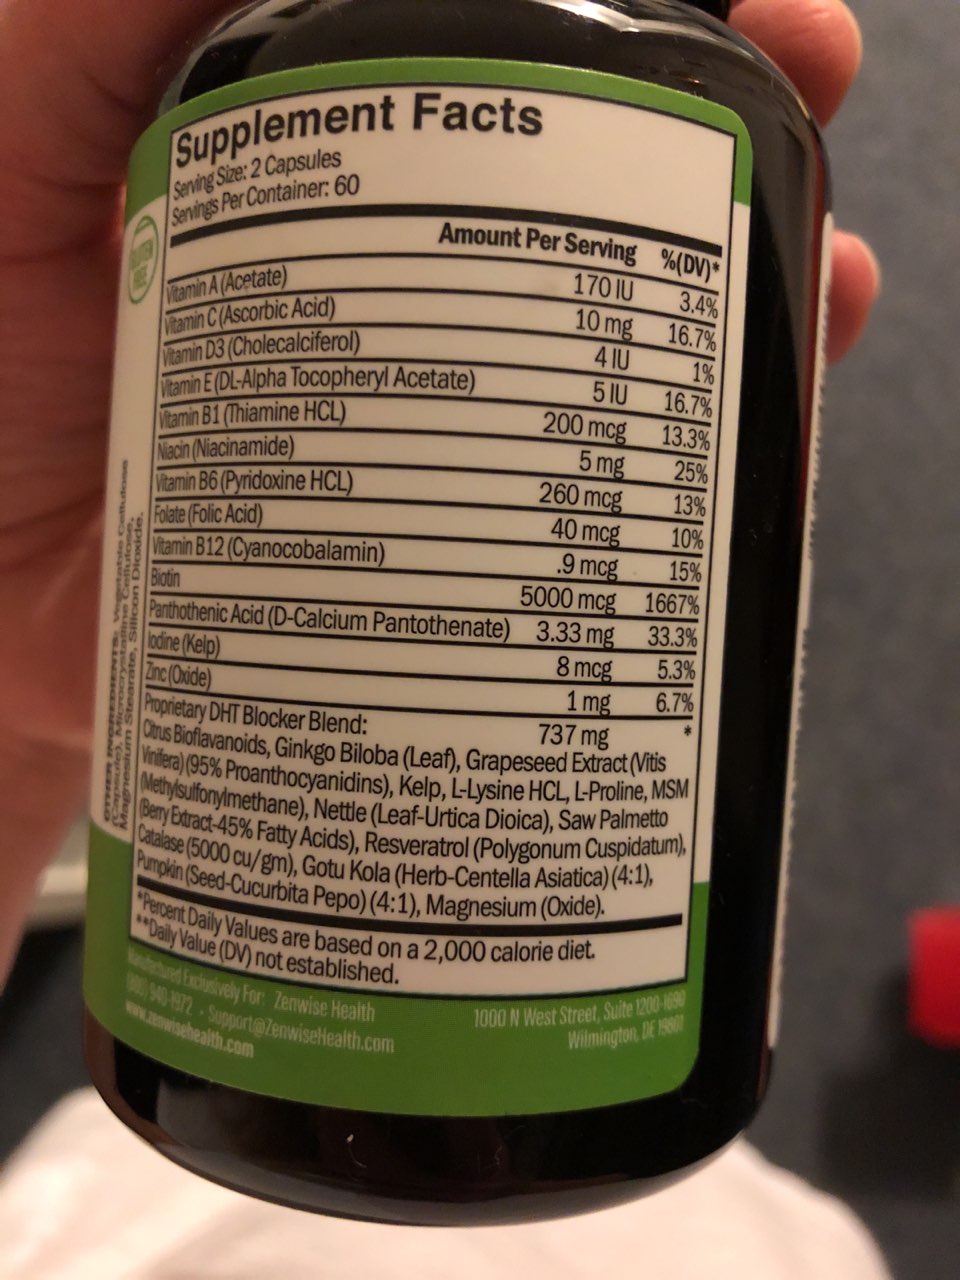 Supplement Facts
Serving Size: 2 Capsules
Servings Per Container: 60
Amount Per Serving %(DV)*
Vitamin A (Acetate) 170 IU 3.4%
Vitamin C (Ascorbic Acid) 10 mg 16.7%
Vitamin D3 (Cholecalciferol) 4 IU 1%
Vitamin E (DL-Alpha Tocopheryl Acetate) 5 IU 16.7%
Vitamin B1 (Thiamine HCL) 200 mcg 13.3%
Niacin (Niacinamide) 5 mg 25%
Vitamin B6 (Pyridoxine HCL) 260 mcg 13%
Folate (Folic Acid) 40 mcg 10%
Vitamin B12 (Cyanocobalamin) .9 mcg 15%
Biotin 5000 mcg 1667%
Panthothenic Acid (D-Calcium Pantothenate) 3.33 mg 33.3%
Iodine (Kelp) 8 mcg 5.3%
Zinc (Oxide) 1 mg 6.7%
Proprietary DHT Blocker Blend: 737 mg *
Citrus Bioflavanoids, Ginkgo Biloba (Leaf), Grapeseed Extract (Vitis
Vinifera) (95% Proanthocyanidins), Kelp, L-Lysine HCL, L-Proline, MSM
(Methylsulfonylmethane), Nettle (Leaf-Urtica Dioica), Saw Palmetto
(Berry Extract-45% Fatty Acids), Resveratrol (Polygonum Cuspidatum),
Catalase (5000 cu/gm), Gotu Kola (Herb-Centella Asiatica) (4:1),
Pumpkin (Seed-Cucurbita Pepo) (4:1), Magnesium (Oxide).
*Percent Daily Values are based on a 2,000 calorie diet.
**Daily Value (DV) not established.
Manufactured Exclusively For: Zenwise Health
(800) 940-1972 • Support@ZenwiseHealth.com
www.zenwisehealth.com
1000 N West Street, Suite 1200-1690
Wilmington, DE 19801
GLUTEN
FREE
OTHER INGREDIENTS: Vegetable Cellulose
(Capsule), Microcrystalline Cellulose,
Magnesium Stearate, Silicon Dioxide.